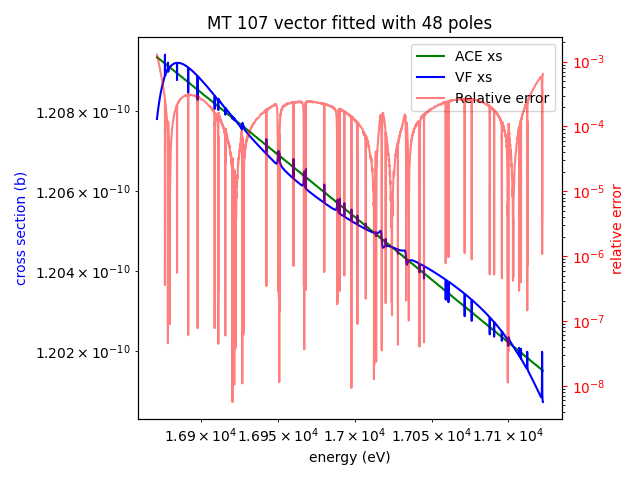 MT 107 vector fitted with 48 poles
ACE xs
VF xs
Relative error
cross section (b)
1.208 × 10⁻¹⁰
1.206 × 10⁻¹⁰
1.204 × 10⁻¹⁰
1.202 × 10⁻¹⁰
10⁻³
10⁻⁴
10⁻⁵
10⁻⁶
10⁻⁷
10⁻⁸
relative error
1.69 × 10⁴ 1.695 × 10⁴ 1.7 × 10⁴ 1.705 × 10⁴ 1.71 × 10⁴
energy (eV)